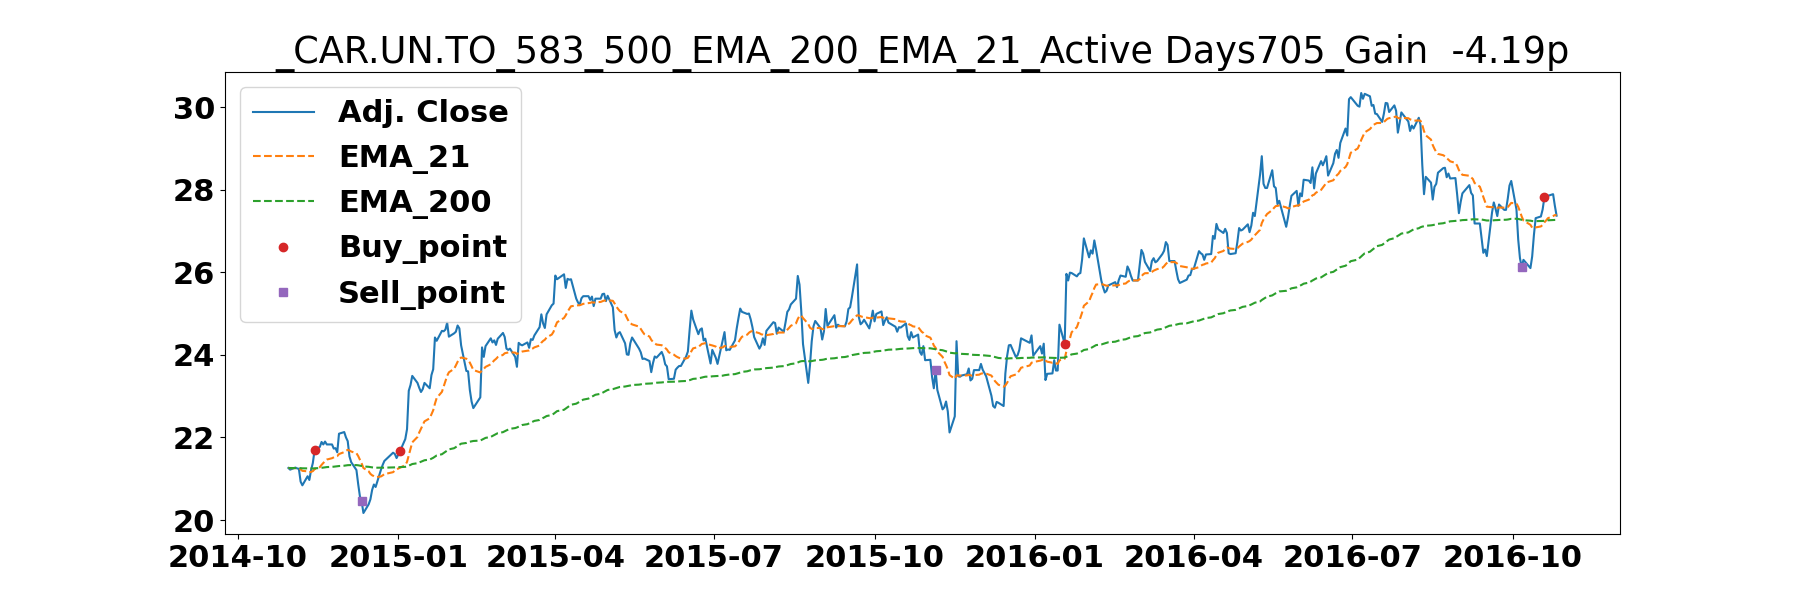 _CAR.UN.TO_583_500_EMA_200_EMA_21_Active Days705_Gain  -4.19p
Adj. Close
EMA_21
EMA_200
Buy_point
Sell_point
30
28
26
24
22
20
2014-10 2015-01 2015-04 2015-07 2015-10 2016-01 2016-04 2016-07 2016-10